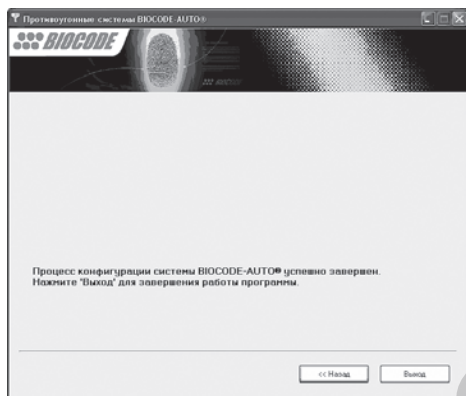 Противоугонные системы BIOCODE-AUTO®
BIOCODE
Процесс конфигурации системы BIOCODE-AUTO® успешно завершен.
Нажмите "Выход" для завершения работы программы.
<< Назад
Выход